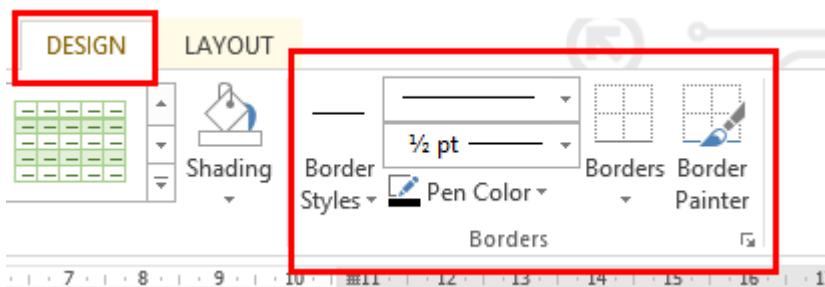 DESIGN LAYOUT
Shading
Border Styles
½ pt
Pen Color
Borders
Border Painter
Borders
7 8 9 10 11 12 13 14 15 16 1